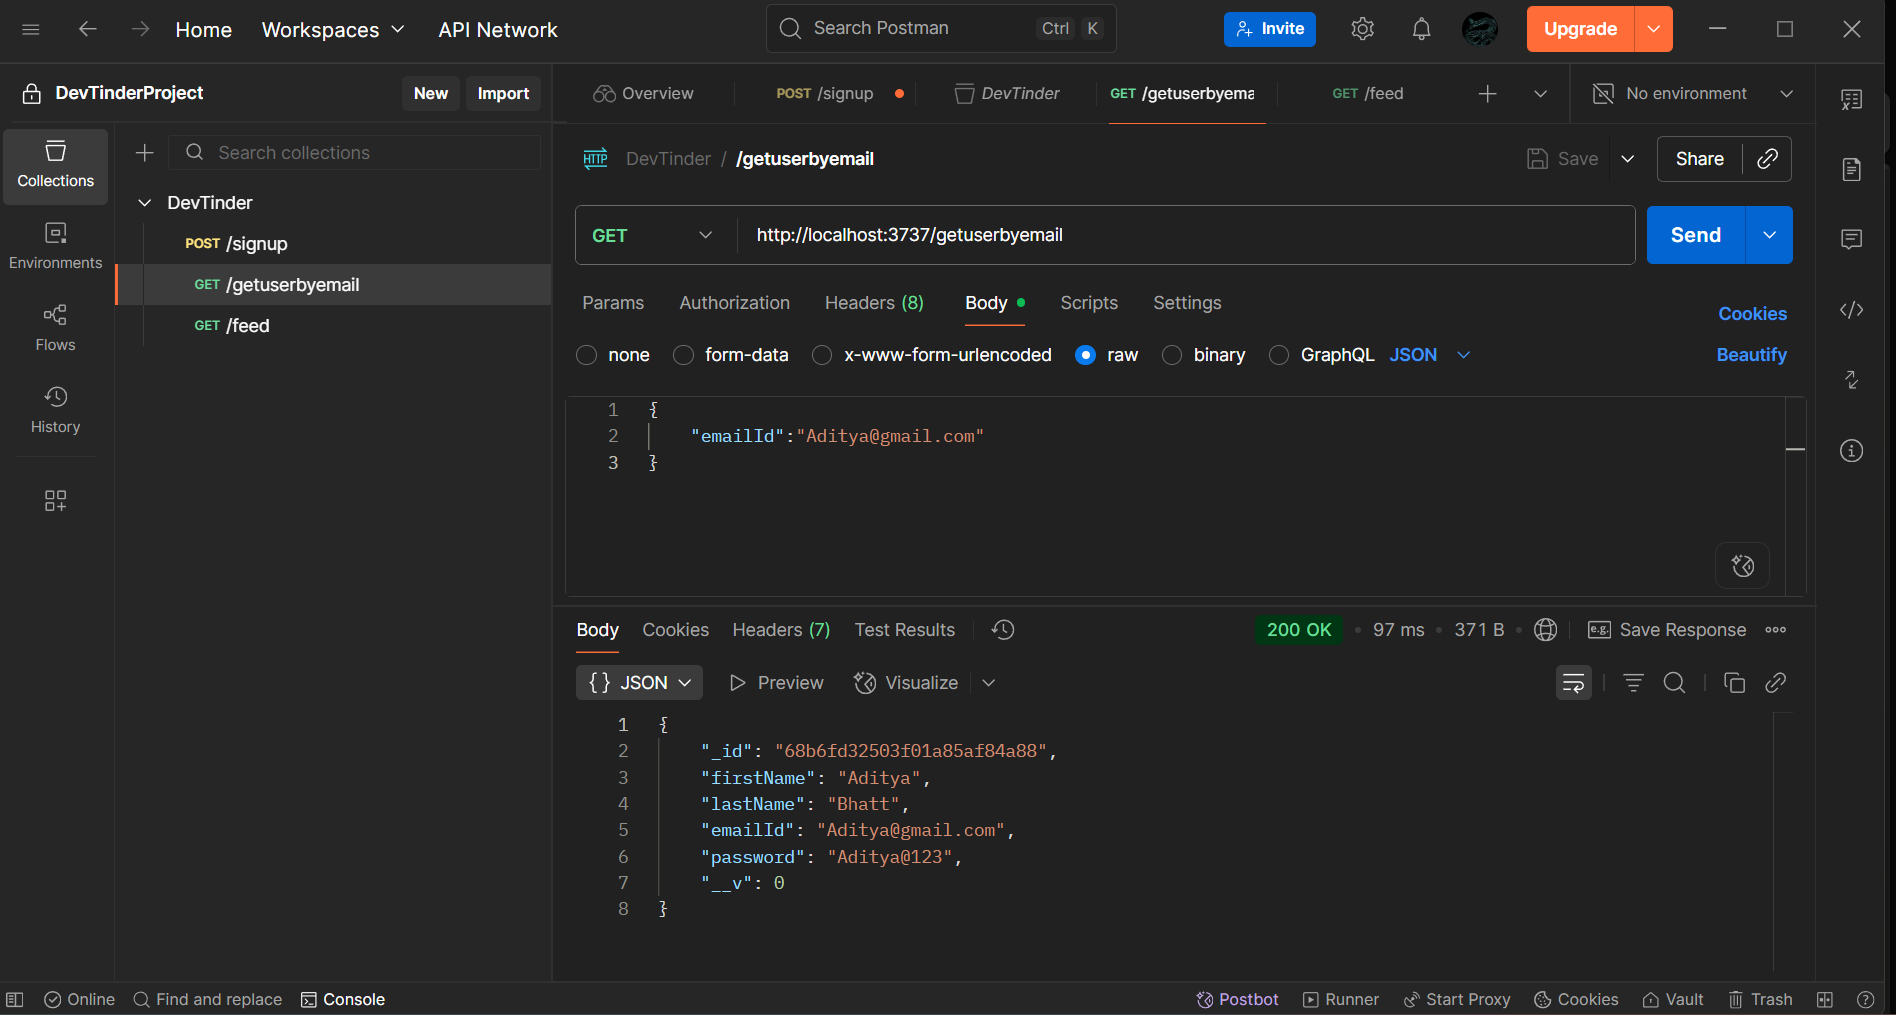 Home Workspaces API Network Search Postman Ctrl K Invite Upgrade
DevTinderProject New Import Overview POST /signup DevTinder GET /getuserbyema GET /feed No environment
Search collections
Collections
DevTinder
POST /signup
GET /getuserbyemail
GET /feed
Environments
Flows
History
HTTP DevTinder / /getuserbyemail Save Share
GET http://localhost:3737/getuserbyemail Send
Params Authorization Headers (8) Body Scripts Settings Cookies
none form-data x-www-form-urlencoded raw binary GraphQL JSON Beautify
1 {
2 "emailId":"Aditya@gmail.com"
3 }
Body Cookies Headers (7) Test Results 200 OK 97 ms 371 B e.g. Save Response
{} JSON Preview Visualize
1 {
2 "_id": "68b6fd32503f01a85af84a88",
3 "firstName": "Aditya",
4 "lastName": "Bhatt",
5 "emailId": "Aditya@gmail.com",
6 "password": "Aditya@123",
7 "__v": 0
8 }
Online Find and replace Console Postbot Runner Start Proxy Cookies Vault Trash